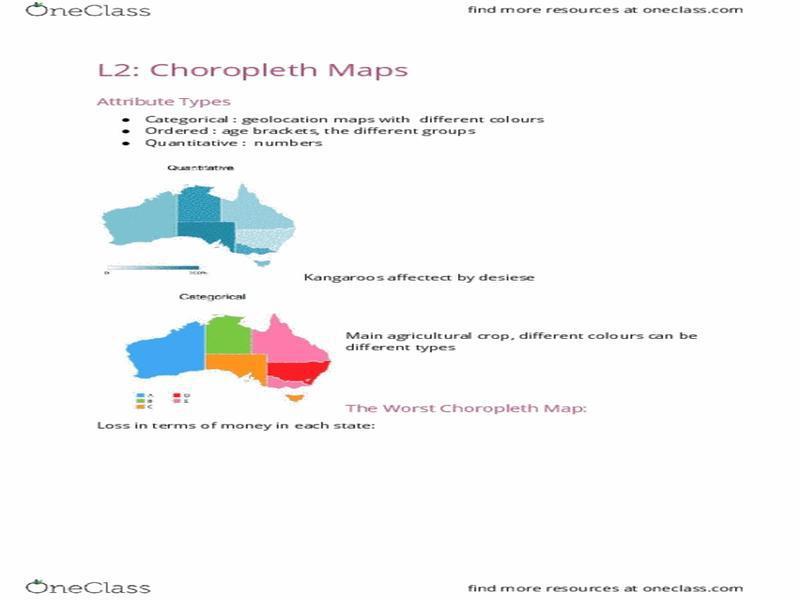 OneClass find more resources at oneclass.com
L2: Choropleth Maps
Attribute Types
● Categorical : geolocation maps with different colours
● Ordered : age brackets, the different groups
● Quantitative : numbers
Quantitative
0
Kangaroos affectect by desiese
Categorical
Main agricultural crop, different colours can be
different types
A D
B E
C
The Worst Choropleth Map:
Loss in terms of money in each state:
OneClass find more resources at oneclass.com